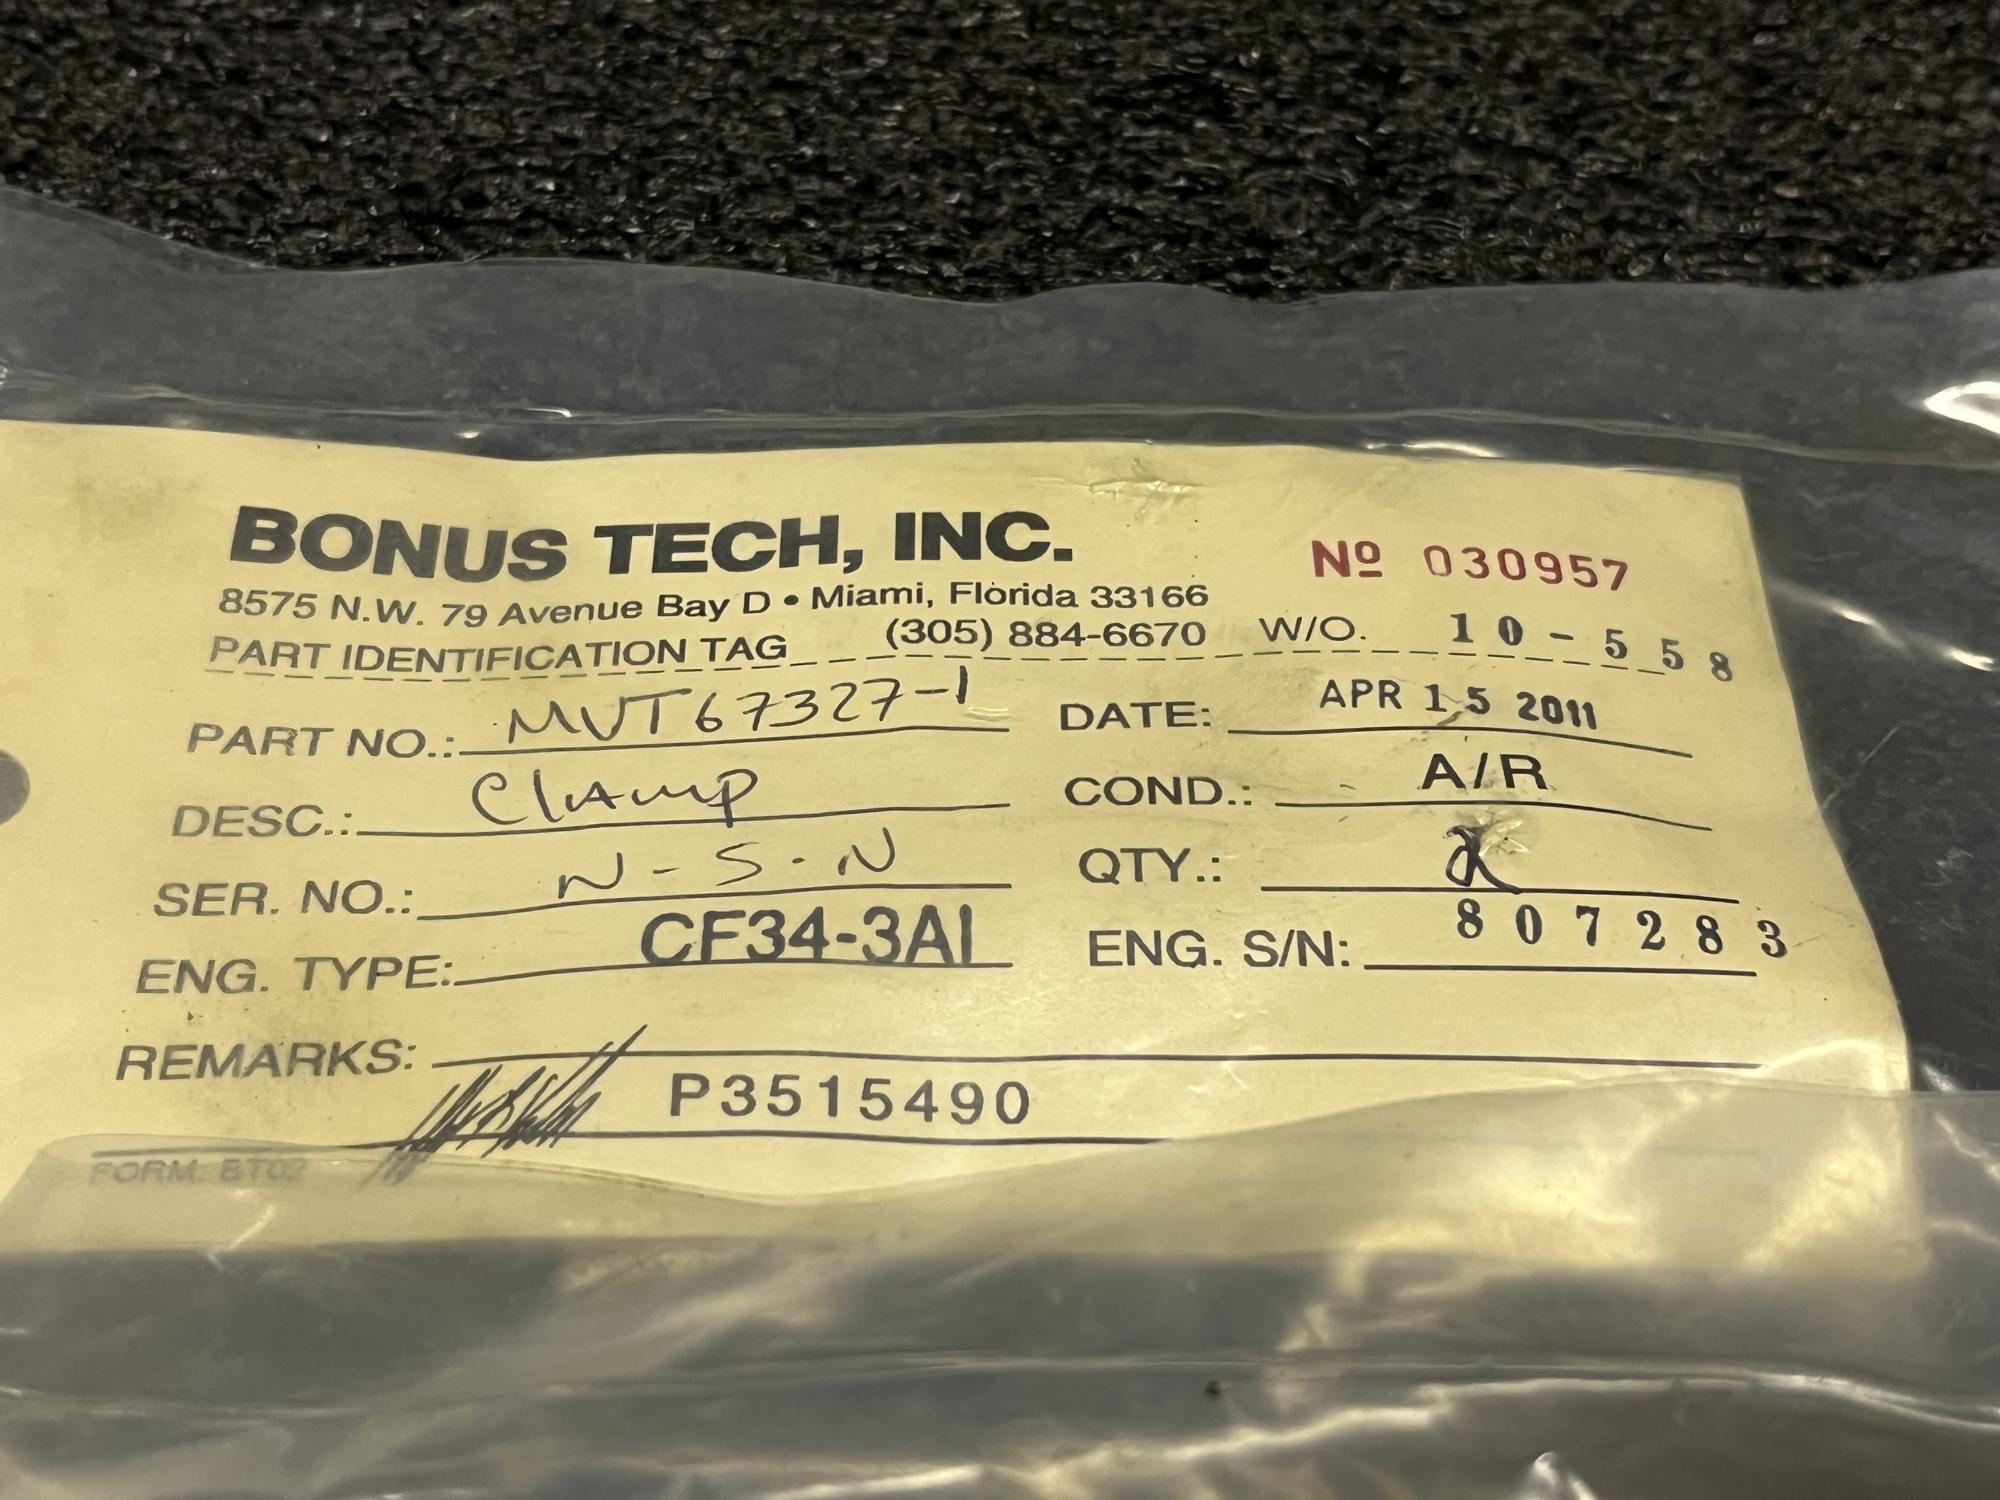 BONUS TECH, INC.
8575 N.W. 79 Avenue Bay D • Miami, Florida 33166
Nº 030957
PART IDENTIFICATION TAG (305) 884-6670 W/O. 10-558
PART NO.: MVT67327-1 DATE: APR 15 2011
DESC.: Clamp COND.: A/R
SER. NO.: N-S-N QTY.: 2
ENG. TYPE: CF34-3A1 ENG. S/N: 807283
REMARKS:
P3515490
FORM: BT02